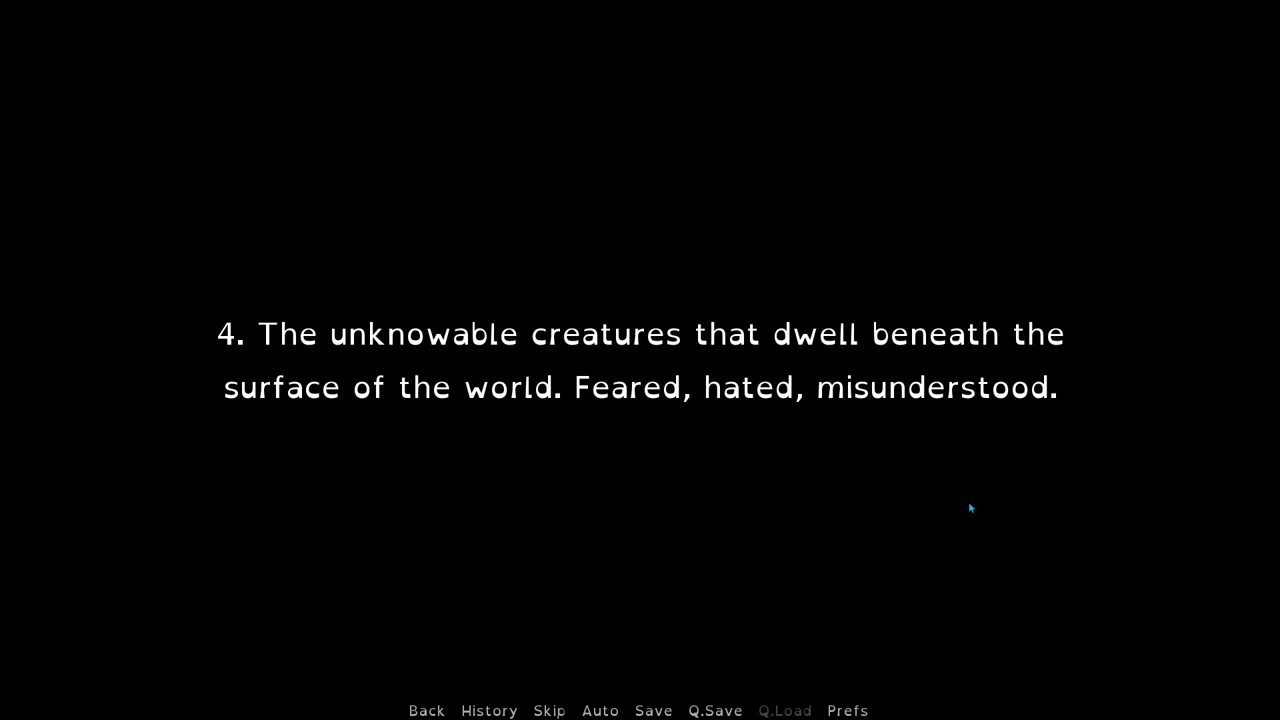 4. The unknowable creatures that dwell beneath the
surface of the world. Feared, hated, misunderstood.
Back History Skip Auto Save Q.Save Q.Load Prefs